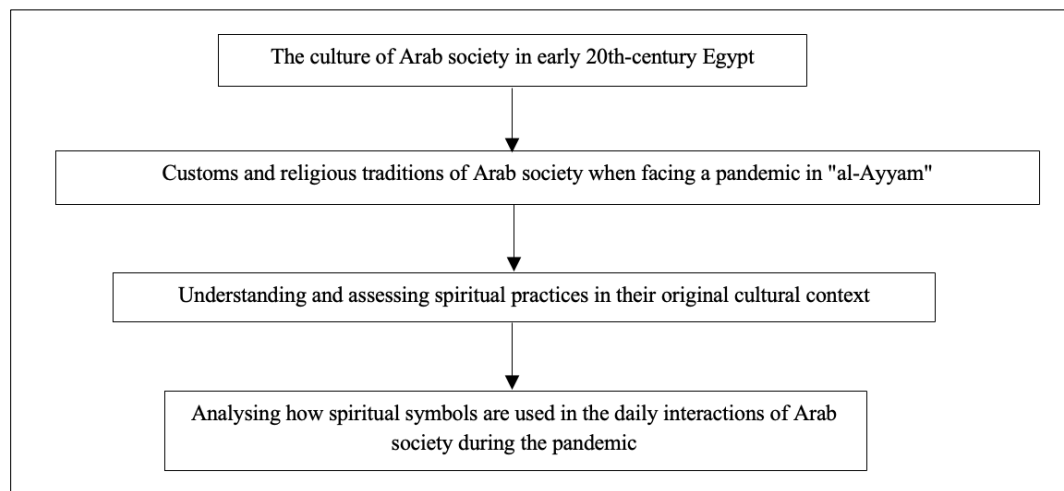 The culture of Arab society in early 20th-century Egypt
Customs and religious traditions of Arab society when facing a pandemic in "al-Ayyam"
Understanding and assessing spiritual practices in their original cultural context
Analysing how spiritual symbols are used in the daily interactions of Arab
society during the pandemic